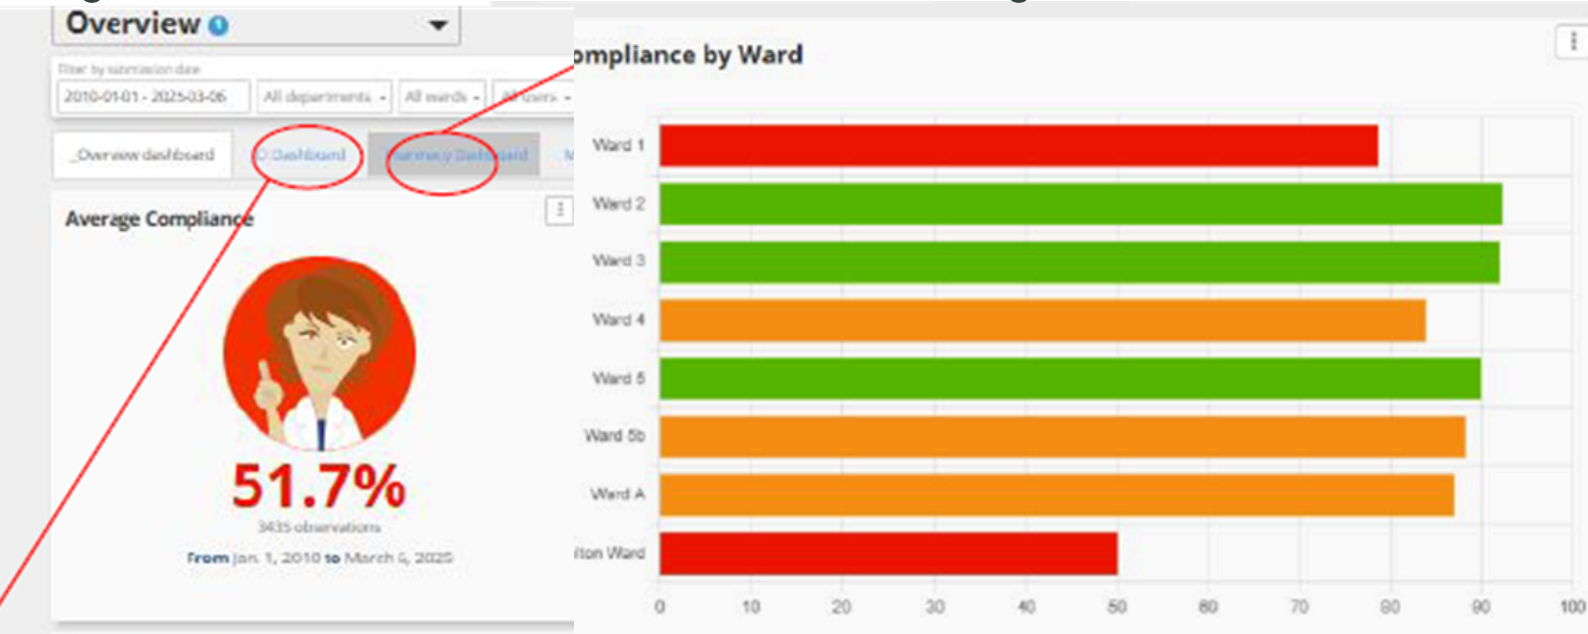 Overview
Filter by submission date
2010-01-01 - 2025-03-06
All departments
All wards
All users
_Overview dashboard
Dashboard
Dashboard
Average Compliance
51.7%
3435 observations
From Jan. 1, 2010 to March 6, 2025
ompliance by Ward
Ward 1
Ward 2
Ward 3
Ward 4
Ward 5
Ward 5b
Ward A
lton Ward
0 10 20 30 40 50 60 70 80 90 100